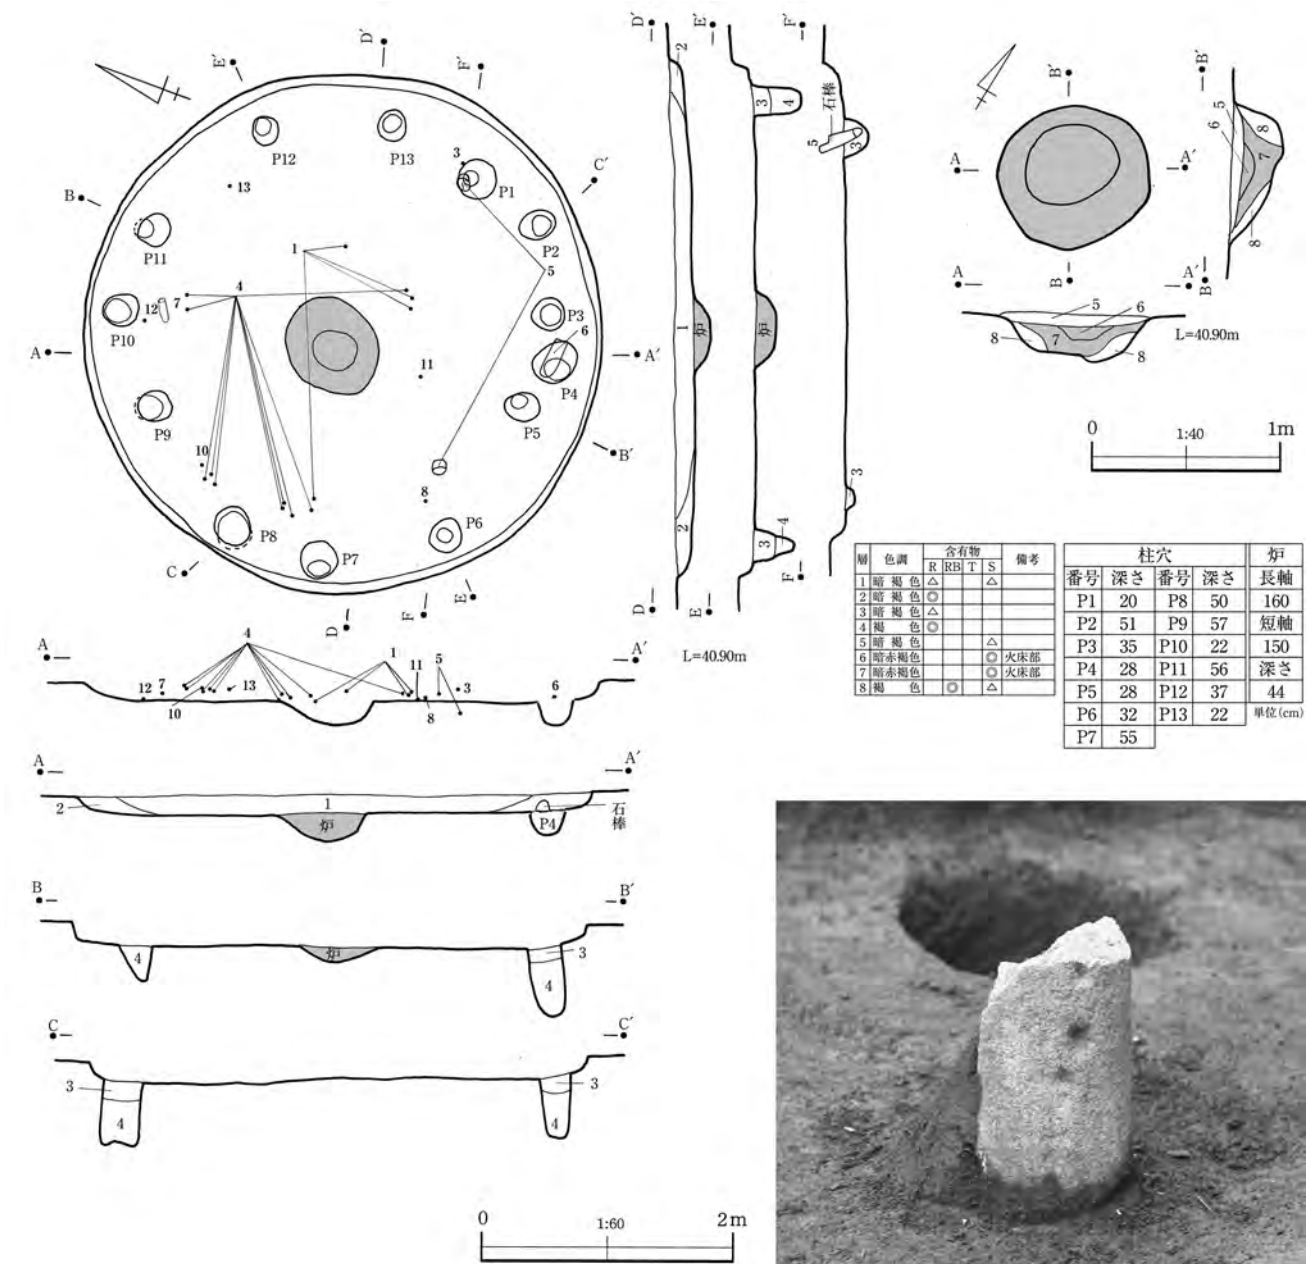 E′
D′
F′
P12
P13
3
P1
C′
13
B
P2
P11
1
5
4
12
7
P3
6
P10
A
A′
11
P4
P9
P5
10
B′
8
P8
P6
P7
C
D
F
E
D′
E′
F′
2
3
4
石棒
5
3
1
炉
炉
2
3
4
3
D
E
F
L=40.90m
B′
A
A′
B
B′
5
6
8
7
8
B
A
A′
5
6
8
7
8
L=40.90m
0
1:40
1m
層 色調 含有物 備考
R RB T S
1 暗褐色 △ △
2 暗褐色 ◎
3 暗褐色 △
4 褐色 ◎
5 暗褐色 △
6 暗赤褐色 ◎ 火床部
7 暗赤褐色 ◎ 火床部
8 褐色 ◎ △
柱穴 炉
番号 深さ 番号 深さ 長軸
P1 20 P8 50 160
P2 51 P9 57 短軸
P3 35 P10 22 150
P4 28 P11 56 深さ
P5 28 P12 37 44
P6 32 P13 22 単位(cm)
P7 55
A
A′
4
1
12
7
13
11
5
3
6
10
8
A
A′
2
1
炉
P4
石棒
B
B′
4
炉
3
4
C
C′
3
4
3
4
0
1:60
2m